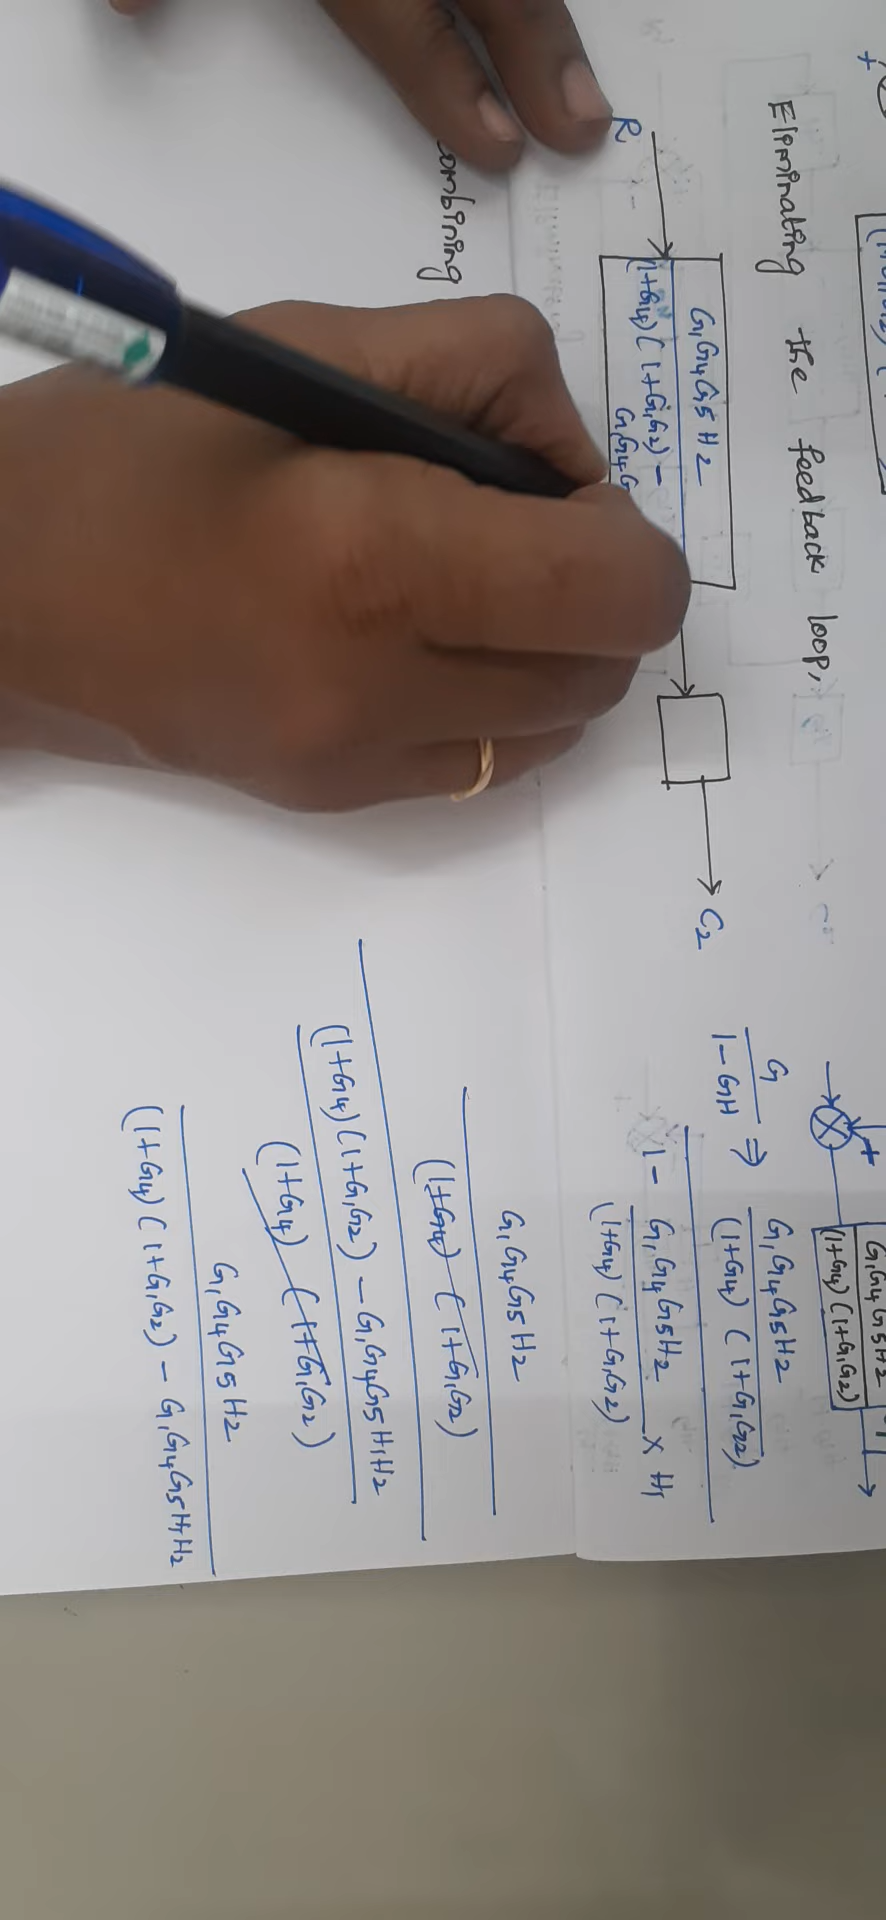 +
Eliminating the feedback loop,
R
G1G4G5H2
(1+G4)(1+G1G2) -
G1G4G
C2
ombining
+
G1G4G5H2
(1+G4)(1+G1G2)
G
1-GH
⇒
G1G4G5H2
(1+G4) (1+G1G2)
1 - G1G4G5H2 × H1
(1+G4) (1+G1G2)
G1G4G5H2
(1+G4) (1+G1G2)
(1+G4)(1+G1G2) - G1G4G5H1H2
(1+G4) (1+G1G2)
G1G4G5H2
(1+G4)(1+G1G2) - G1G4G5H1H2